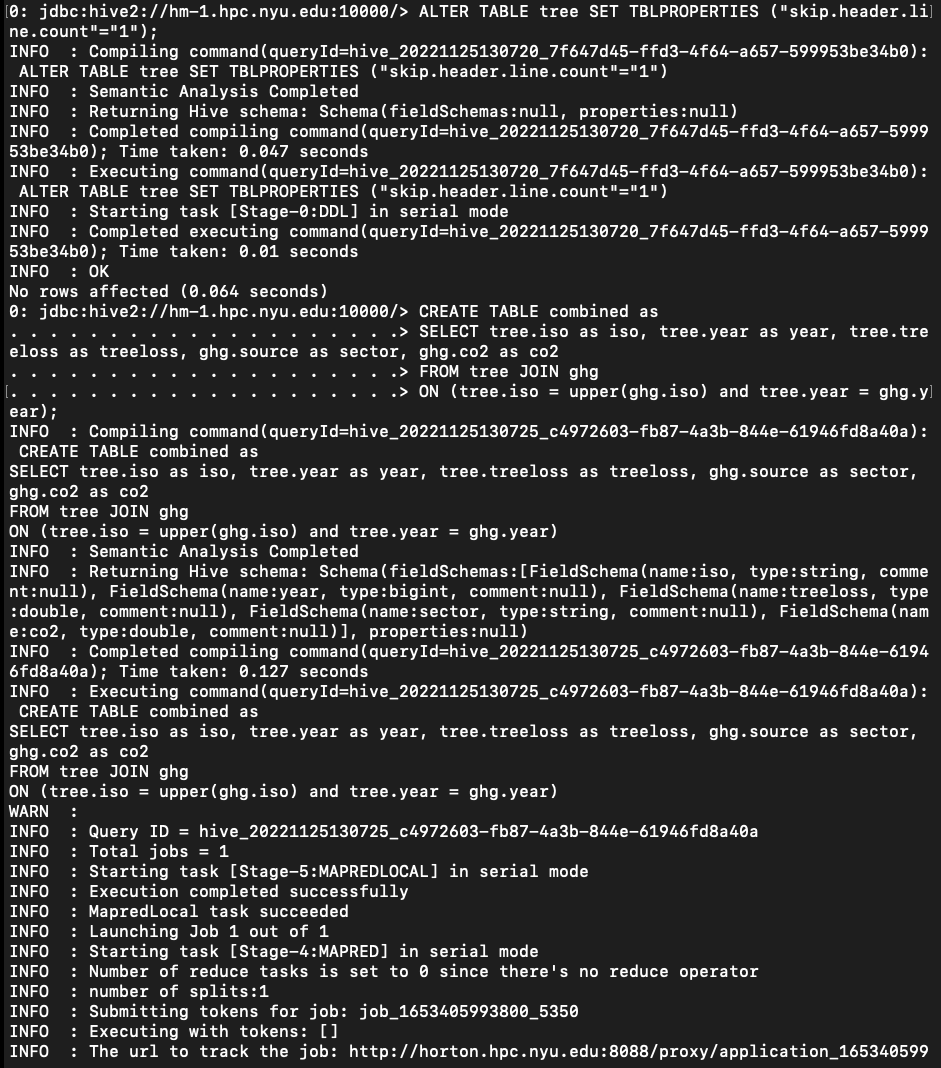 0: jdbc:hive2://hm-1.hpc.nyu.edu:10000/> ALTER TABLE tree SET TBLPROPERTIES ("skip.header.li
ne.count"="1");
INFO  : Compiling command(queryId=hive_20221125130720_7f647d45-ffd3-4f64-a657-599953be34b0):
 ALTER TABLE tree SET TBLPROPERTIES ("skip.header.line.count"="1")
INFO  : Semantic Analysis Completed
INFO  : Returning Hive schema: Schema(fieldSchemas:null, properties:null)
INFO  : Completed compiling command(queryId=hive_20221125130720_7f647d45-ffd3-4f64-a657-5999
53be34b0); Time taken: 0.047 seconds
INFO  : Executing command(queryId=hive_20221125130720_7f647d45-ffd3-4f64-a657-599953be34b0):
 ALTER TABLE tree SET TBLPROPERTIES ("skip.header.line.count"="1")
INFO  : Starting task [Stage-0:DDL] in serial mode
INFO  : Completed executing command(queryId=hive_20221125130720_7f647d45-ffd3-4f64-a657-5999
53be34b0); Time taken: 0.01 seconds
INFO  : OK
No rows affected (0.064 seconds)
0: jdbc:hive2://hm-1.hpc.nyu.edu:10000/> CREATE TABLE combined as
. . . . . . . . . . . . . . . . . . . .> SELECT tree.iso as iso, tree.year as year, tree.tre
eloss as treeloss, ghg.source as sector, ghg.co2 as co2
. . . . . . . . . . . . . . . . . . . .> FROM tree JOIN ghg
. . . . . . . . . . . . . . . . . . . .> ON (tree.iso = upper(ghg.iso) and tree.year = ghg.y
ear);
INFO  : Compiling command(queryId=hive_20221125130725_c4972603-fb87-4a3b-844e-61946fd8a40a):
 CREATE TABLE combined as
SELECT tree.iso as iso, tree.year as year, tree.treeloss as treeloss, ghg.source as sector,
ghg.co2 as co2
FROM tree JOIN ghg
ON (tree.iso = upper(ghg.iso) and tree.year = ghg.year)
INFO  : Semantic Analysis Completed
INFO  : Returning Hive schema: Schema(fieldSchemas:[FieldSchema(name:iso, type:string, comme
nt:null), FieldSchema(name:year, type:bigint, comment:null), FieldSchema(name:treeloss, type
:double, comment:null), FieldSchema(name:sector, type:string, comment:null), FieldSchema(nam
e:co2, type:double, comment:null)], properties:null)
INFO  : Completed compiling command(queryId=hive_20221125130725_c4972603-fb87-4a3b-844e-6194
6fd8a40a); Time taken: 0.127 seconds
INFO  : Executing command(queryId=hive_20221125130725_c4972603-fb87-4a3b-844e-61946fd8a40a):
 CREATE TABLE combined as
SELECT tree.iso as iso, tree.year as year, tree.treeloss as treeloss, ghg.source as sector,
ghg.co2 as co2
FROM tree JOIN ghg
ON (tree.iso = upper(ghg.iso) and tree.year = ghg.year)
WARN  :
INFO  : Query ID = hive_20221125130725_c4972603-fb87-4a3b-844e-61946fd8a40a
INFO  : Total jobs = 1
INFO  : Starting task [Stage-5:MAPREDLOCAL] in serial mode
INFO  : Execution completed successfully
INFO  : MapredLocal task succeeded
INFO  : Launching Job 1 out of 1
INFO  : Starting task [Stage-4:MAPRED] in serial mode
INFO  : Number of reduce tasks is set to 0 since there's no reduce operator
INFO  : number of splits:1
INFO  : Submitting tokens for job: job_1653405993800_5350
INFO  : Executing with tokens: []
INFO  : The url to track the job: http://horton.hpc.nyu.edu:8088/proxy/application_165340599